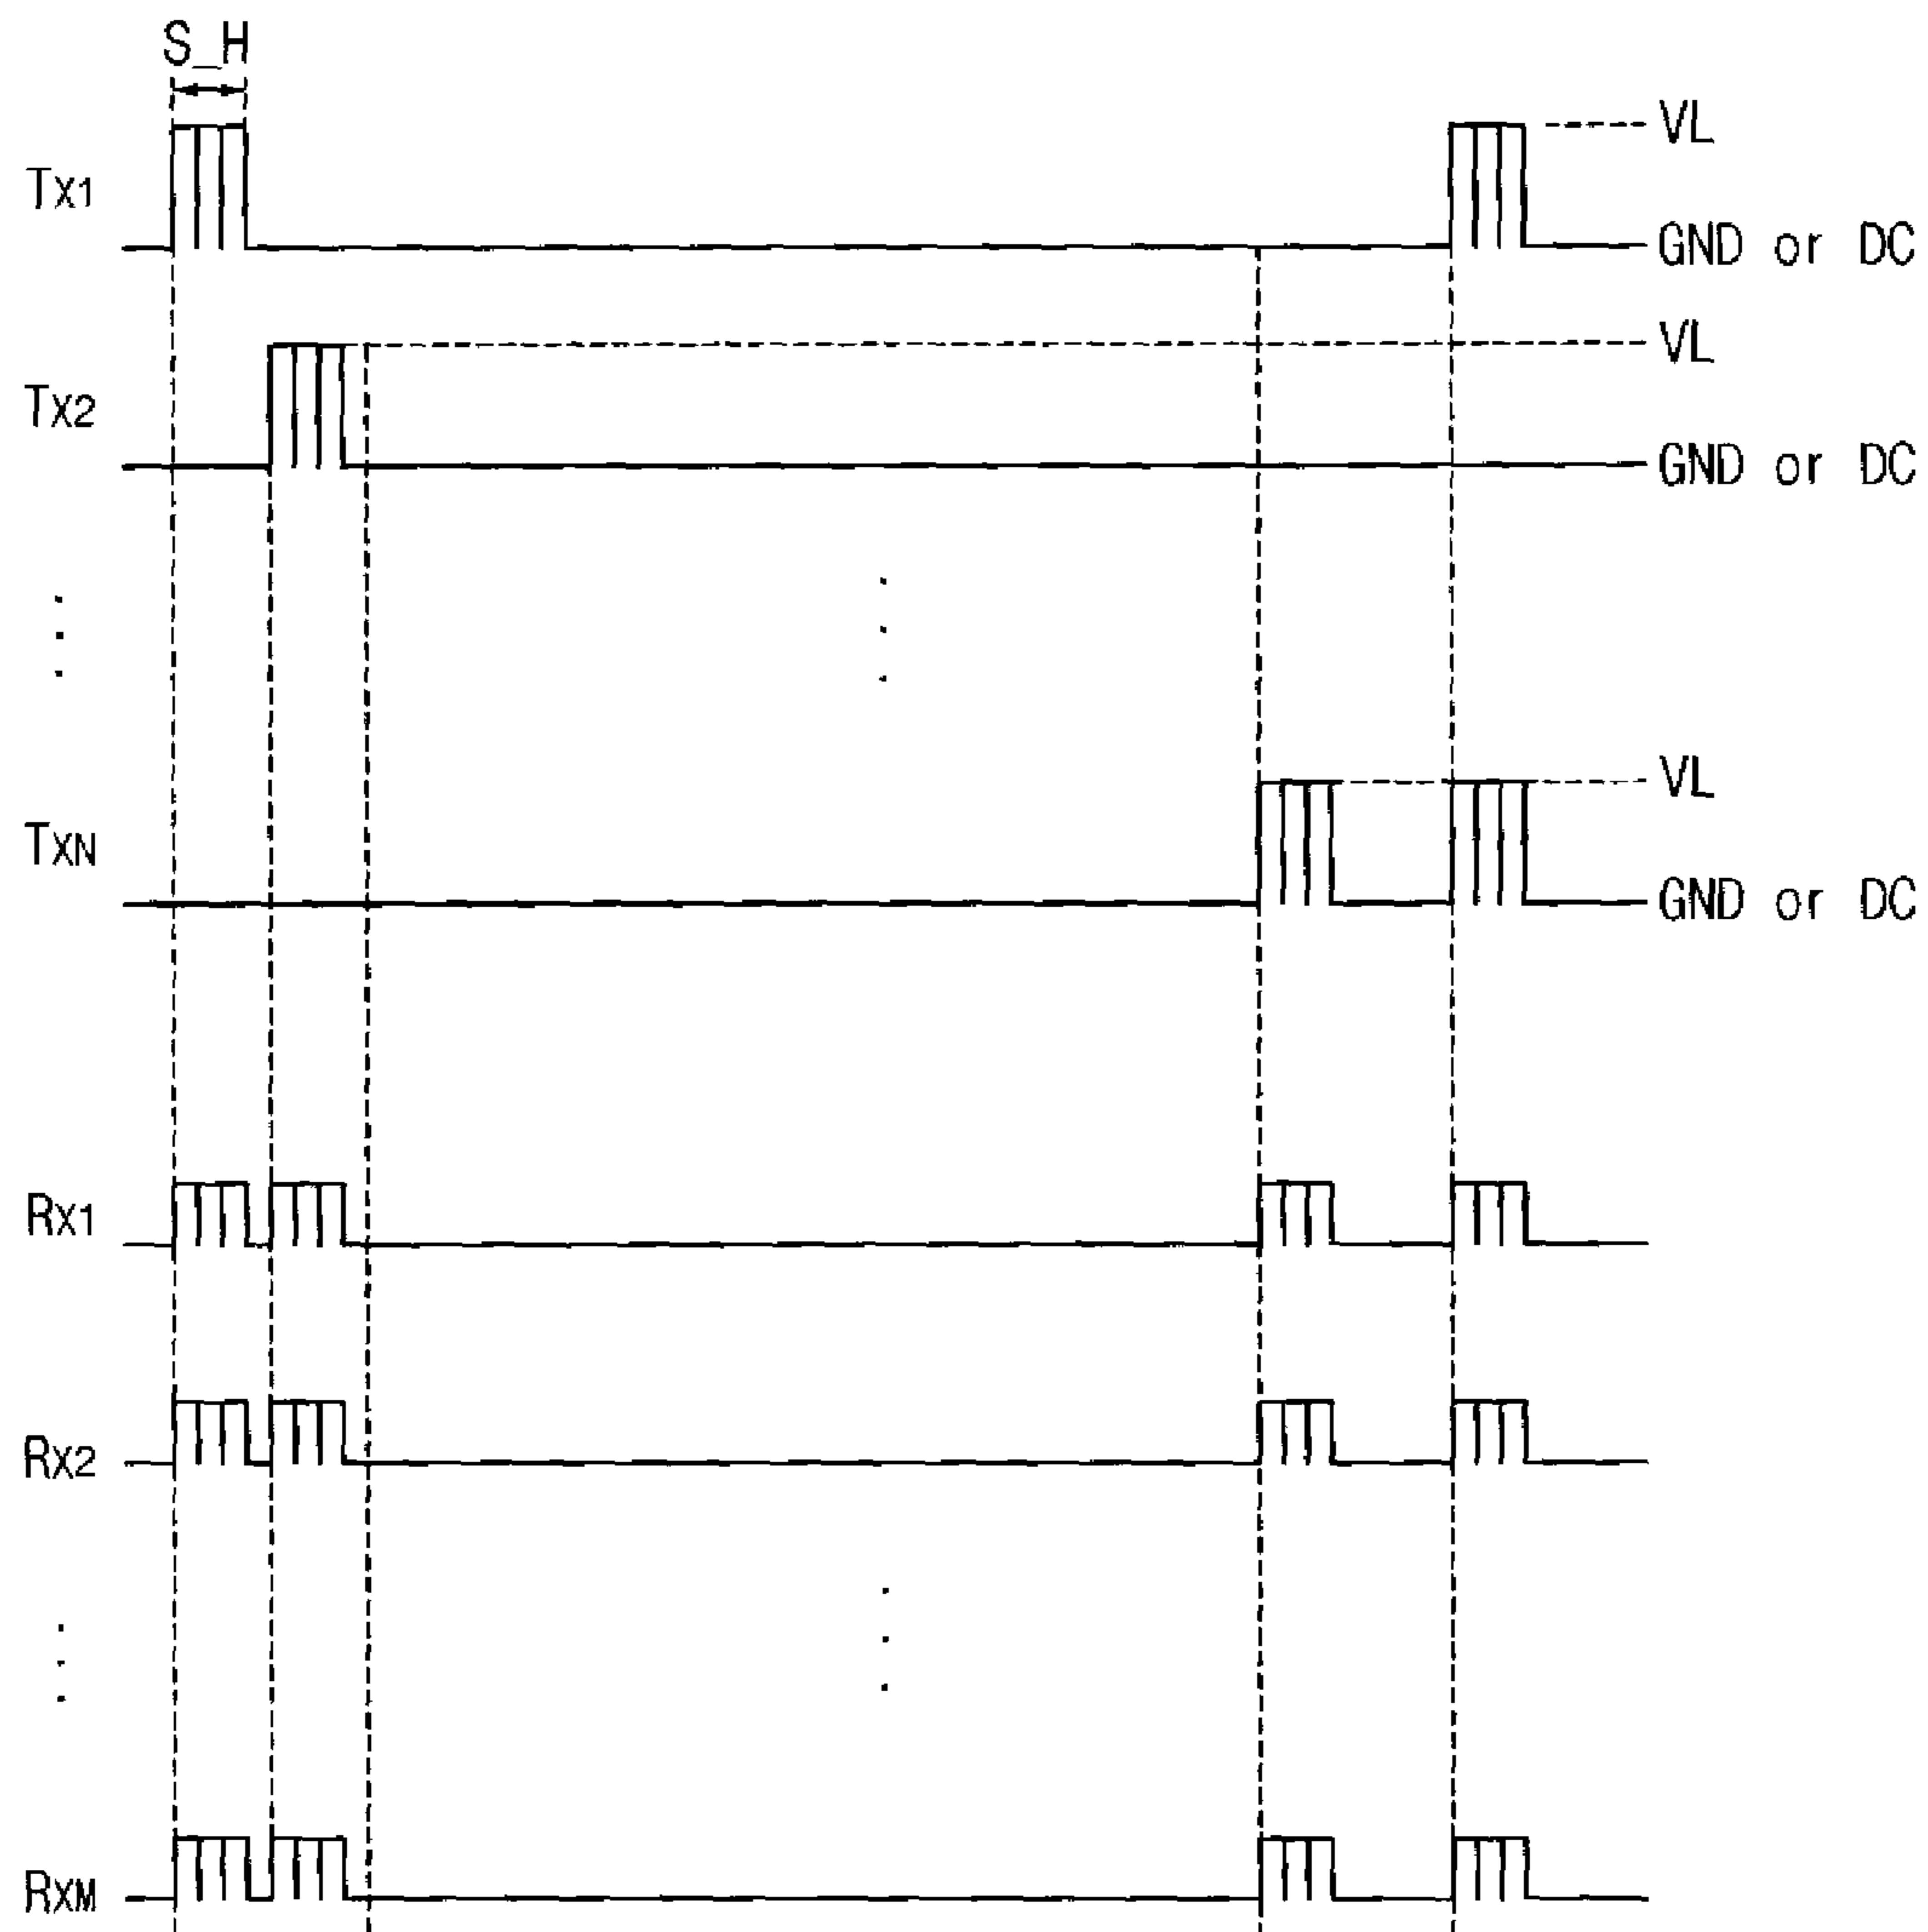 S_H
VL
Tx1
GND or DC
VL
Tx2
GND or DC
VL
TxN
GND or DC
Rx1
Rx2
RxM